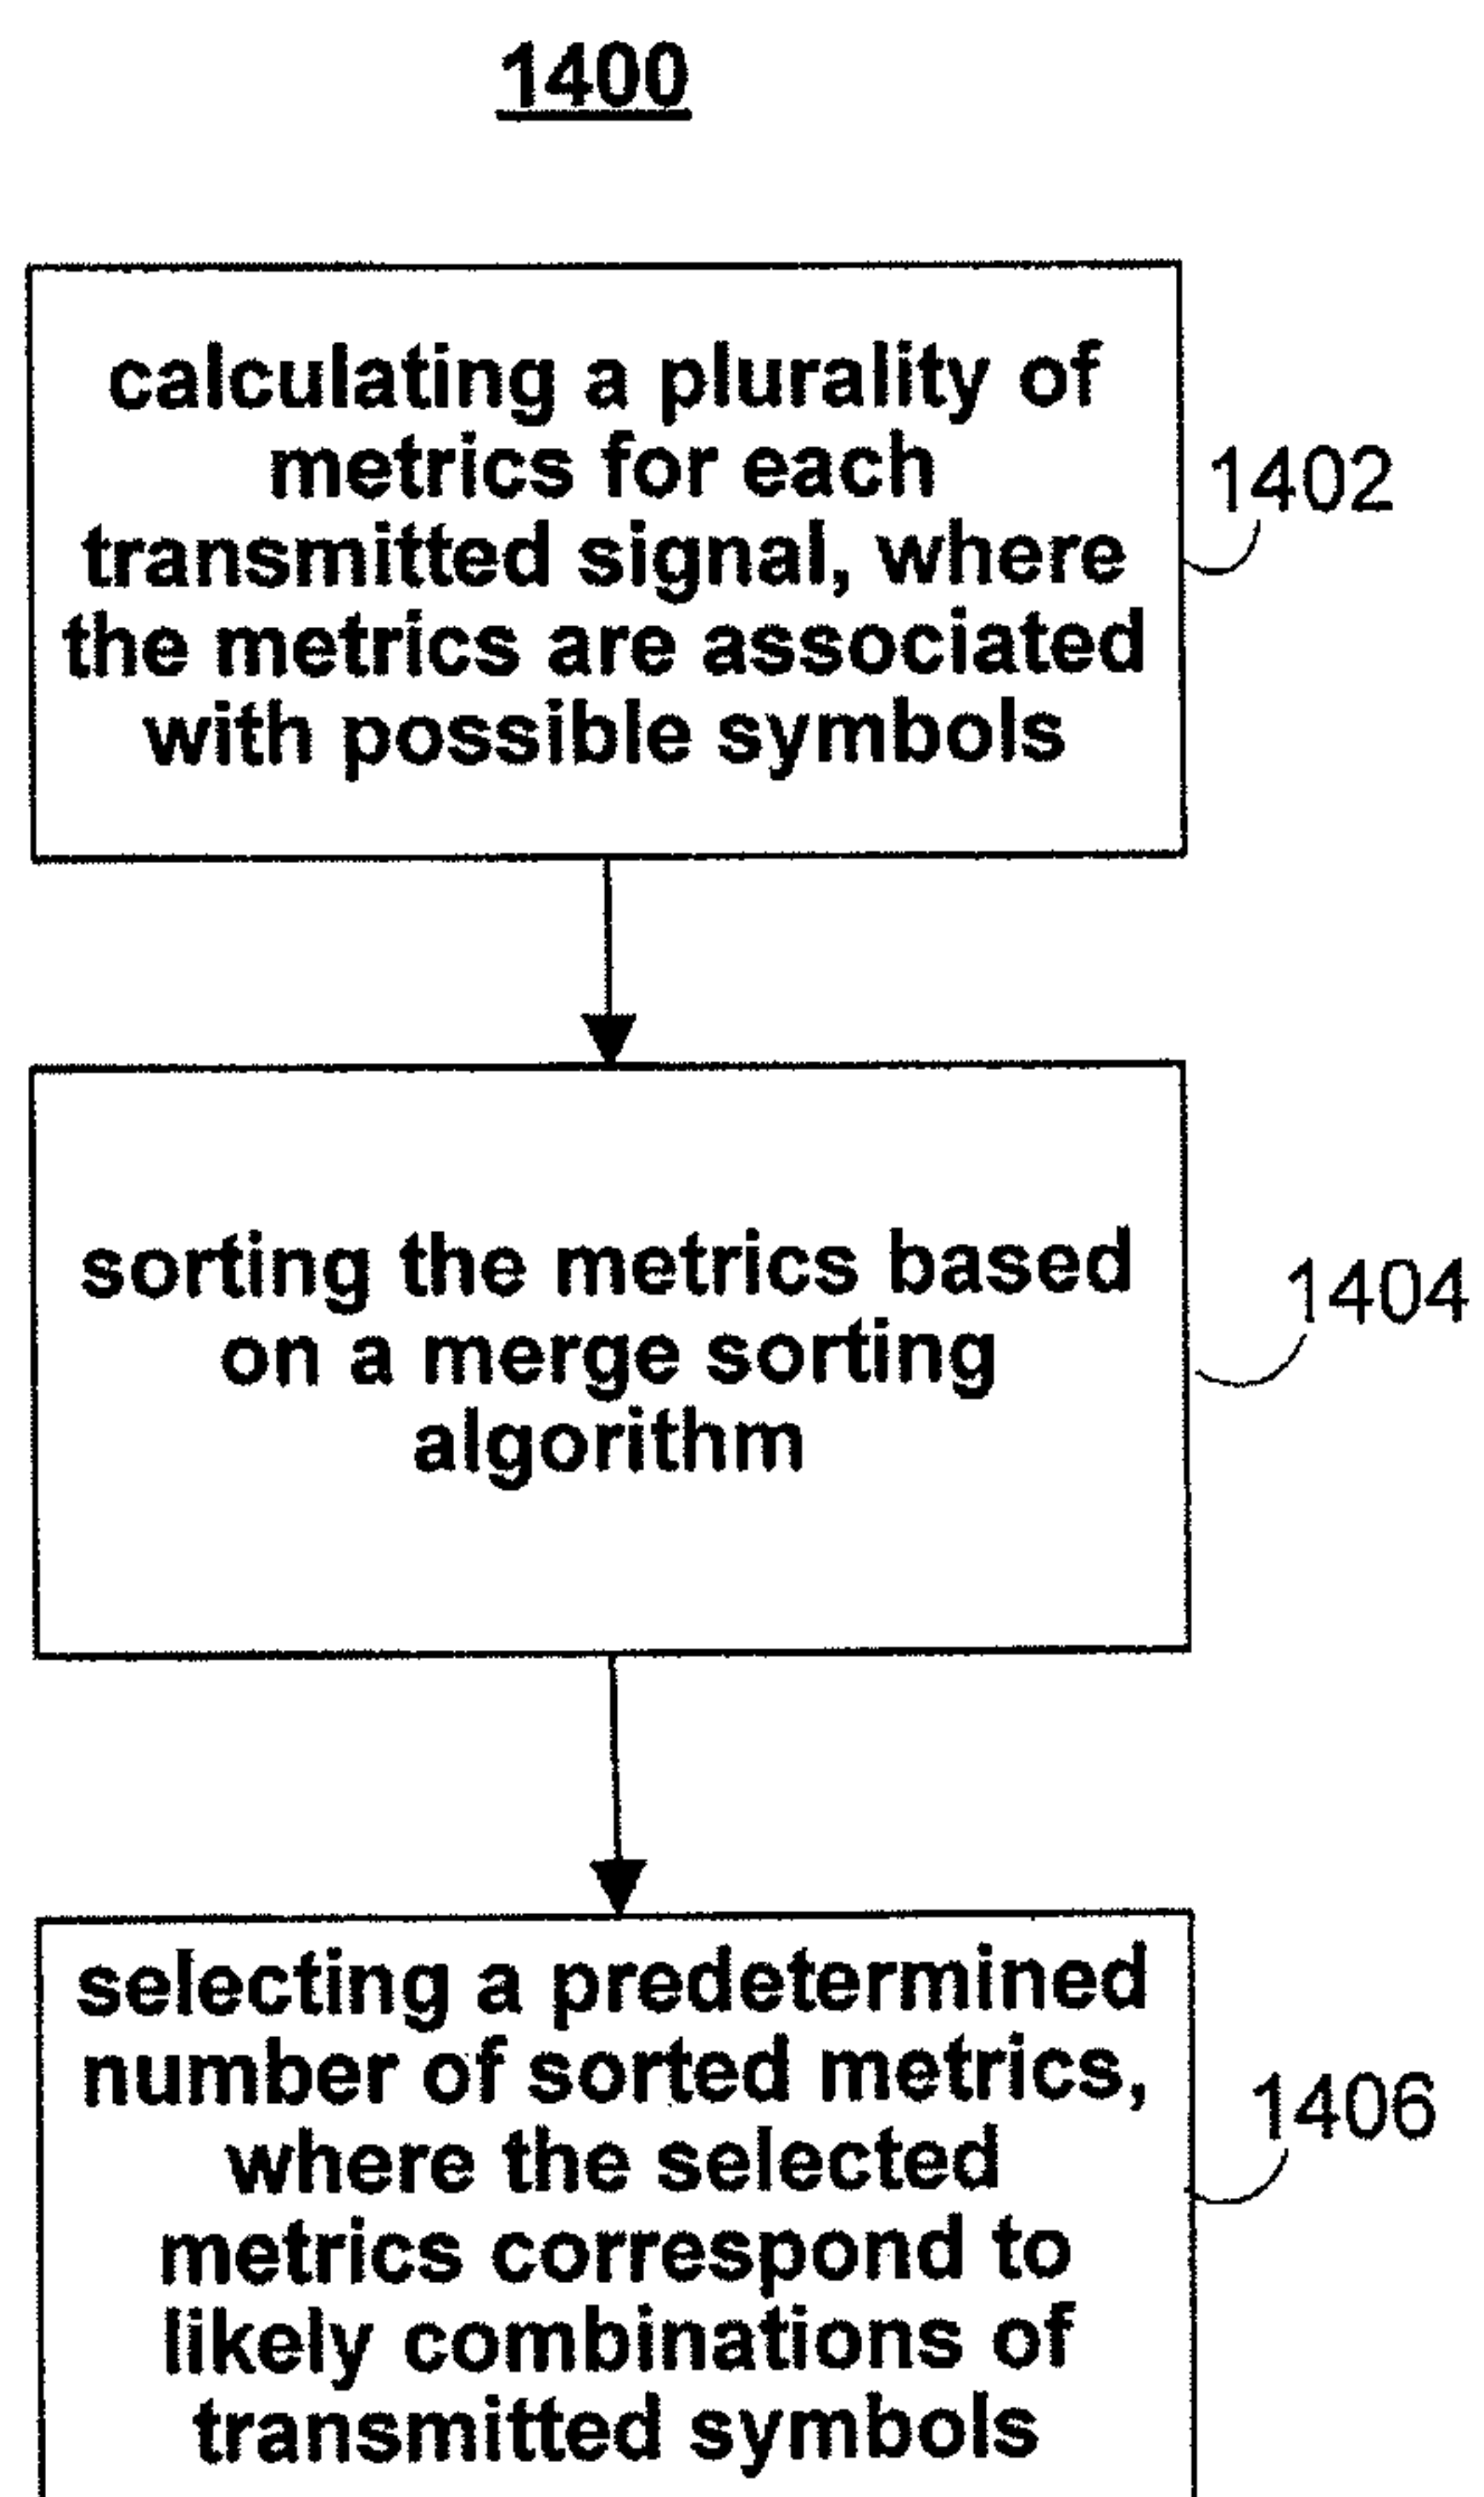 1400
calculating a plurality of
metrics for each
transmitted signal, where
the metrics are associated
with possible symbols
1402
sorting the metrics based
on a merge sorting
algorithm
1404
selecting a predetermined
number of sorted metrics,
where the selected
metrics correspond to
likely combinations of
transmitted symbols
1406